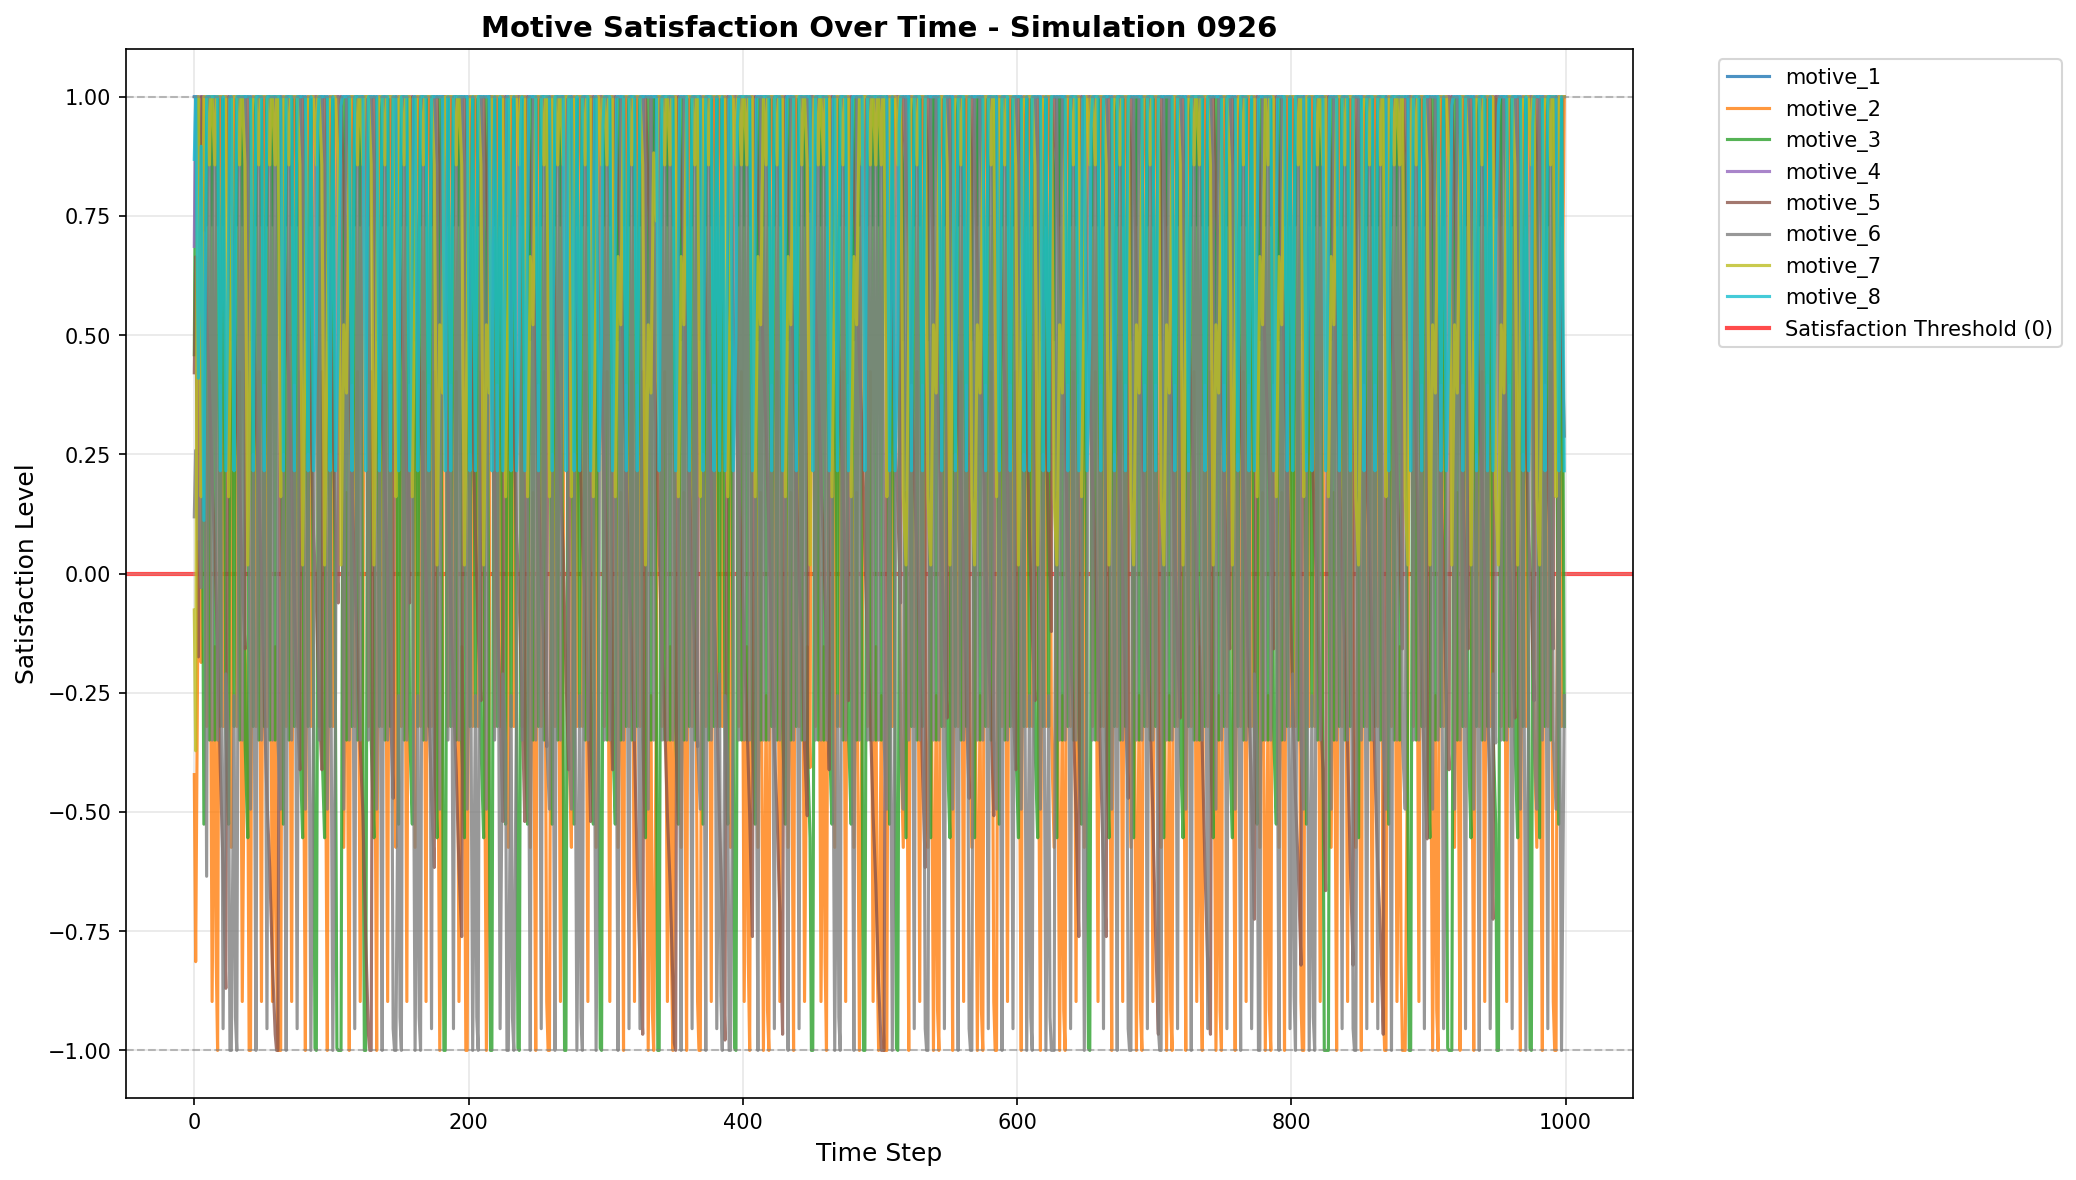 Motive Satisfaction Over Time - Simulation 0926
Satisfaction Level
1.00
0.75
0.50
0.25
0.00
−0.25
−0.50
−0.75
−1.00
0
200
400
600
800
1000
Time Step
motive_1
motive_2
motive_3
motive_4
motive_5
motive_6
motive_7
motive_8
Satisfaction Threshold (0)